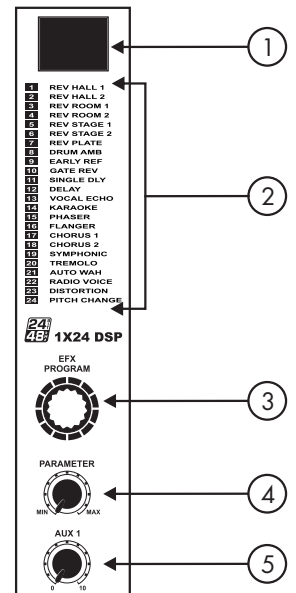 1
1 REV HALL 1
2 REV HALL 2
3 REV ROOM 1
4 REV ROOM 2
5 REV STAGE 1
6 REV STAGE 2
7 REV PLATE
8 DRUM AMB
9 EARLY REF
10 GATE REV
11 SINGLE DLY
12 DELAY
13 VOCAL ECHO
14 KARAOKE
15 PHASER
16 FLANGER
17 CHORUS 1
18 CHORUS 2
19 SYMPHONIC
20 TREMOLO
21 AUTO WAH
22 RADIO VOICE
23 DISTORTION
24 PITCH CHANGE
2
24
48
1X24 DSP
EFX
PROGRAM
3
PARAMETER
4
MIN MAX
AUX 1
5
0 10